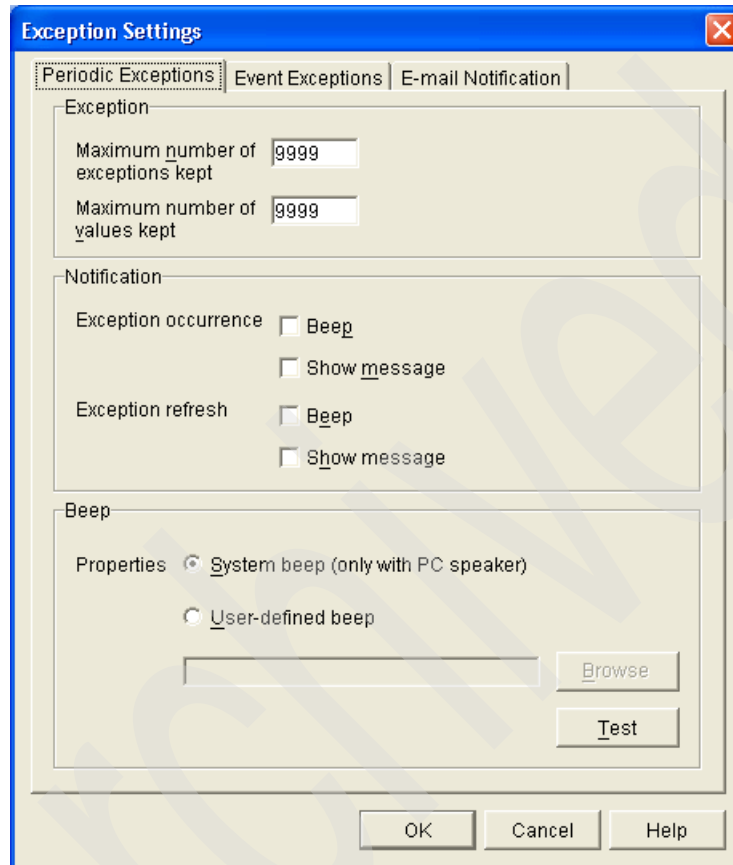 Exception Settings
Periodic Exceptions Event Exceptions E-mail Notification
Exception
Maximum number of exceptions kept 9999
Maximum number of values kept 9999
Notification
Exception occurrence Beep
Show message
Exception refresh Beep
Show message
Beep
Properties System beep (only with PC speaker)
User-defined beep
Browse
Test
OK Cancel Help
rchived